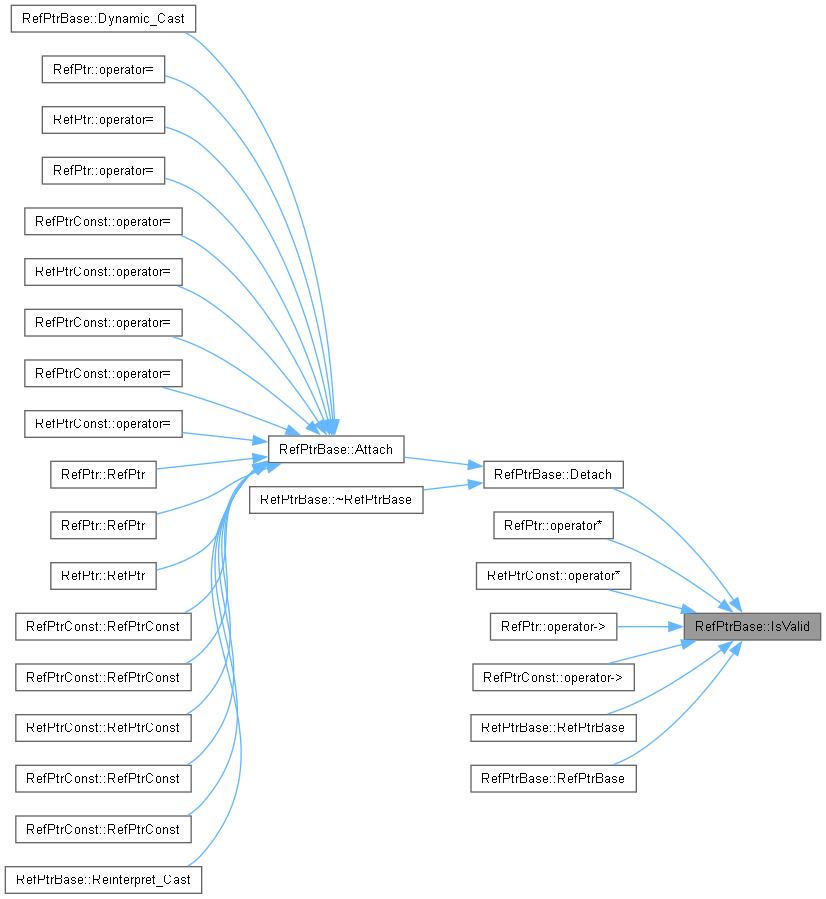 RefPtrBase::Dynamic_Cast
RefPtr::operator=
RefPtr::operator=
RefPtr::operator=
RefPtrConst::operator=
RefPtrConst::operator=
RefPtrConst::operator=
RefPtrConst::operator=
RefPtrConst::operator=
RefPtr::RefPtr
RefPtr::RefPtr
RefPtr::RefPtr
RefPtrConst::RefPtrConst
RefPtrConst::RefPtrConst
RefPtrConst::RefPtrConst
RefPtrConst::RefPtrConst
RefPtrConst::RefPtrConst
RefPtrBase::Reinterpret_Cast
RefPtrBase::Attach
RefPtrBase::~RefPtrBase
RefPtrBase::Detach
RefPtr::operator*
RefPtrConst::operator*
RefPtr::operator->
RefPtrConst::operator->
RefPtrBase::RefPtrBase
RefPtrBase::RefPtrBase
RefPtrBase::IsValid